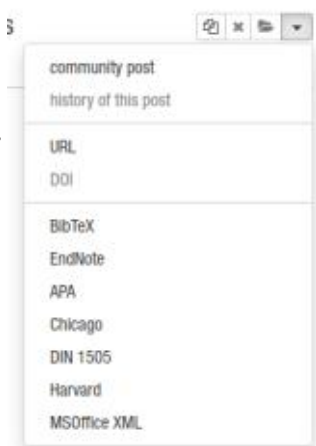 s
community post
history of this post
URL
DOI
BibTeX
EndNote
APA
Chicago
DIN 1505
Harvard
MSOffice XML